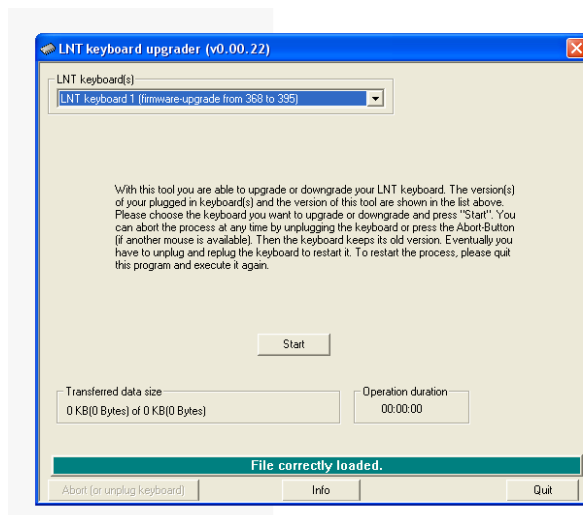 LNT keyboard upgrader (v0.00.22)
LNT keyboard(s)
LNT keyboard 1 (firmware-upgrade from 368 to 395)
With this tool you are able to upgrade or downgrade your LNT keyboard. The version(s)
of your plugged in keyboard(s) and the version of this tool are shown in the list above.
Please choose the keyboard you want to upgrade or downgrade and press "Start". You
can abort the process at any time by unplugging the keyboard or press the Abort-Button
(if another mouse is available). Then the keyboard keeps its old version. Eventually you
have to unplug and replug the keyboard to restart it. To restart the process, please quit
this program and execute it again.
Start
Transferred data size
0 KB(0 Bytes) of 0 KB(0 Bytes)
Operation duration
00:00:00
File correctly loaded.
Abort (or unplug keyboard)
Info
Quit